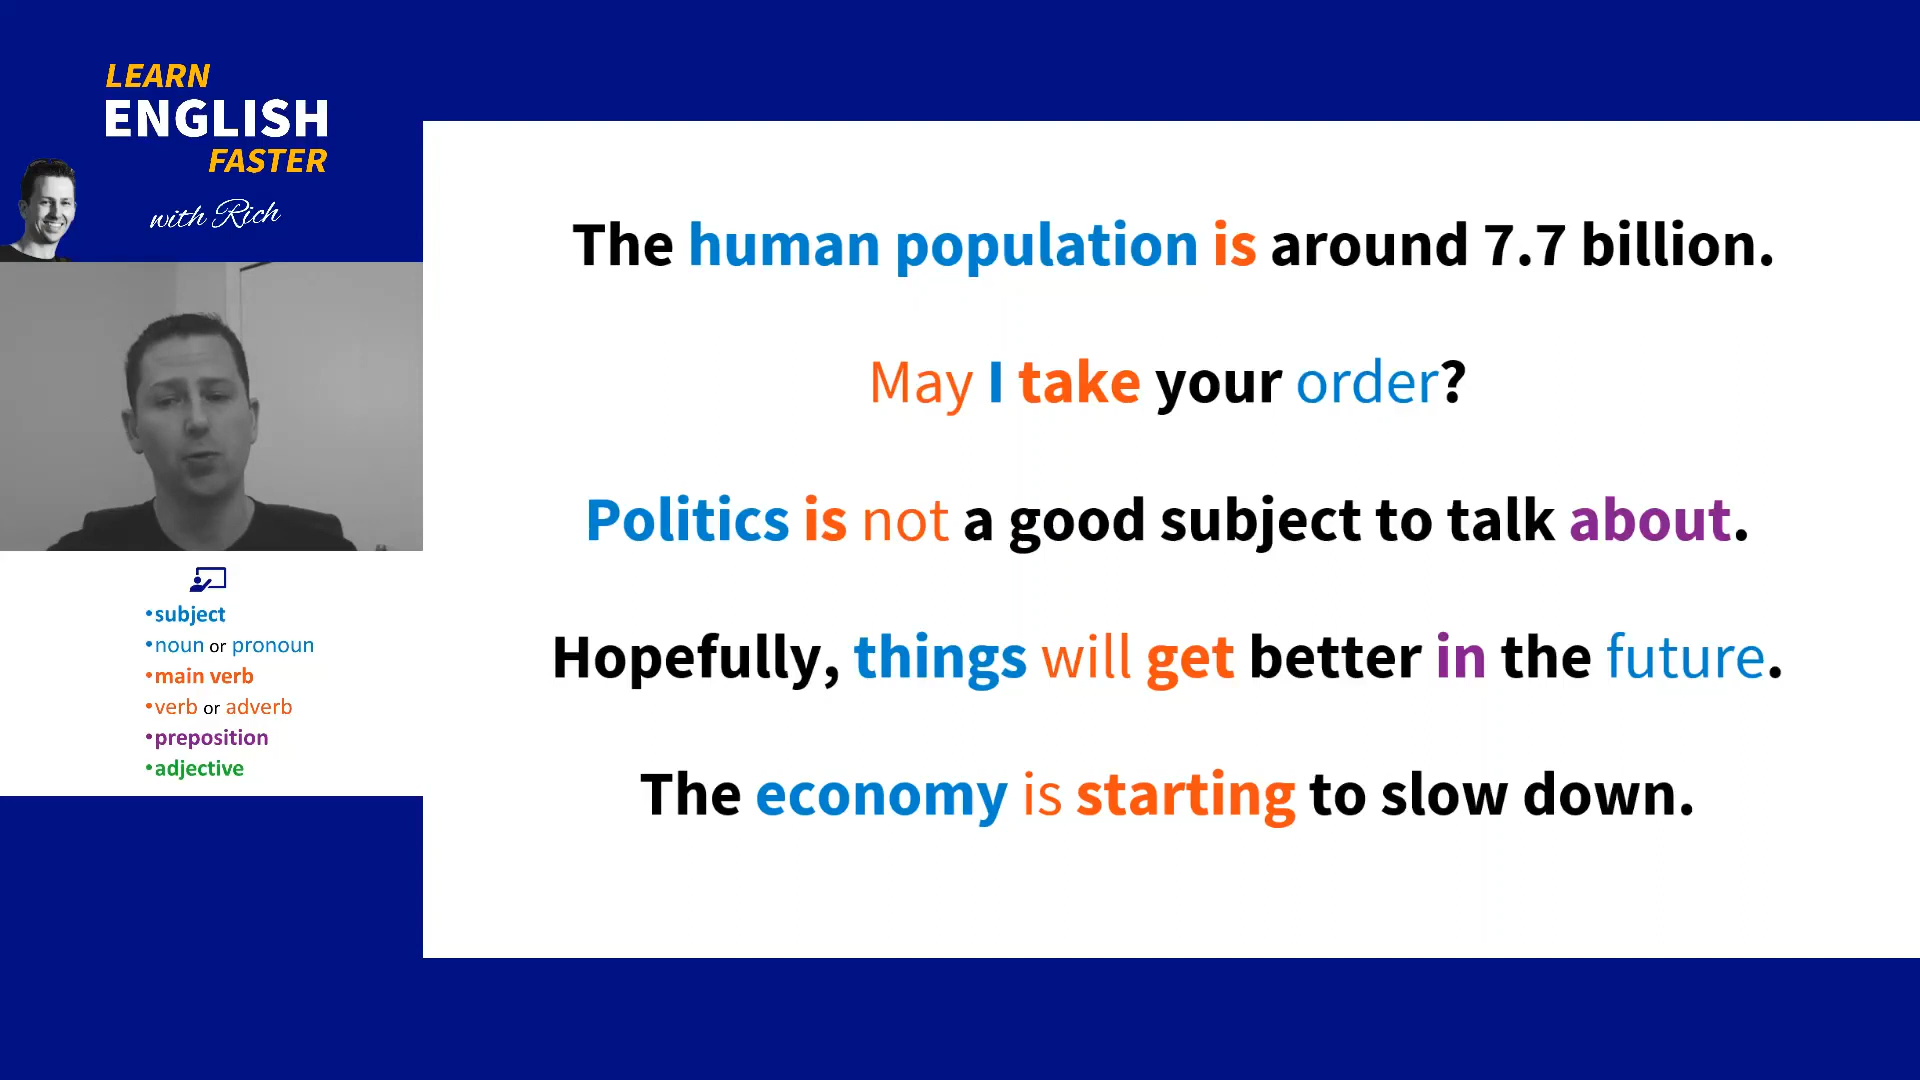 LEARN
ENGLISH
FASTER
with Rich
•subject
•noun or pronoun
•main verb
•verb or adverb
•preposition
•adjective
The human population is around 7.7 billion.
May I take your order?
Politics is not a good subject to talk about.
Hopefully, things will get better in the future.
The economy is starting to slow down.